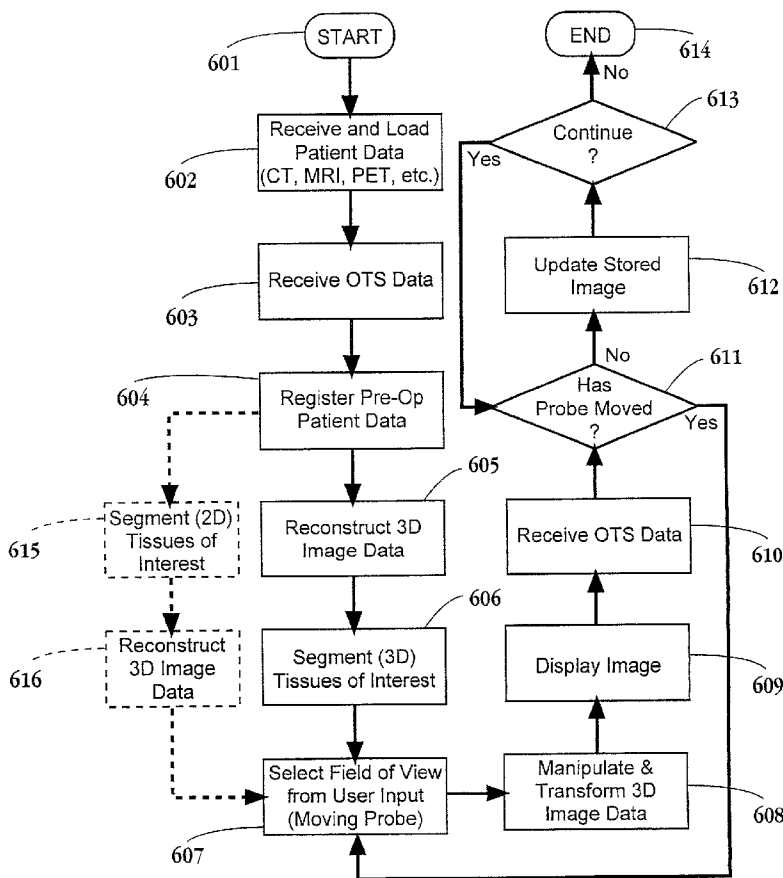 START
601
Receive and Load
Patient Data
(CT, MRI, PET, etc.)
602
Receive OTS Data
603
604
Register Pre-Op
Patient Data
605
Reconstruct 3D
Image Data
615
Segment (2D)
Tissues of
Interest
606
Segment (3D)
Tissues of Interest
616
Reconstruct
3D Image
Data
Select Field of View
from User Input
(Moving Probe)
607
Manipulate &
Transform 3D
Image Data
608
Display Image
609
Receive OTS Data
610
611
Has
Probe Moved
?
Yes
No
Update Stored
Image
612
613
Continue
?
Yes
No
END
614